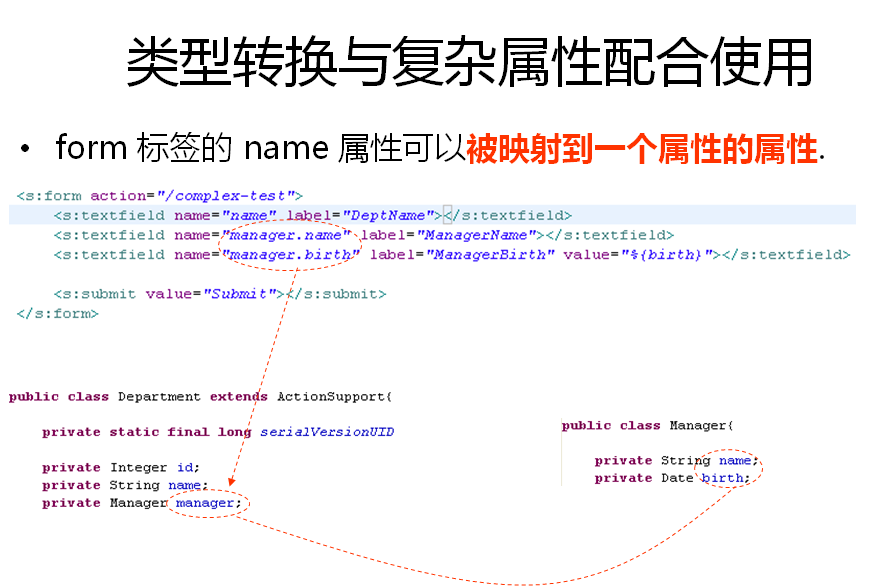 类型转换与复杂属性配合使用
• form 标签的 name 属性可以被映射到一个属性的属性.
<s:form action="/complex-test">
<s:textfield name="name" label="DeptName"></s:textfield>
<s:textfield name="manager.name" label="ManagerName"></s:textfield>
<s:textfield name="manager.birth" label="ManagerBirth" value="%{birth}"></s:textfield>
<s:submit value="Submit"></s:submit>
</s:form>
public class Department extends ActionSupport{
private static final long serialVersionUID
private Integer id;
private String name;
private Manager manager;
public class Manager{
private String name;
private Date birth;